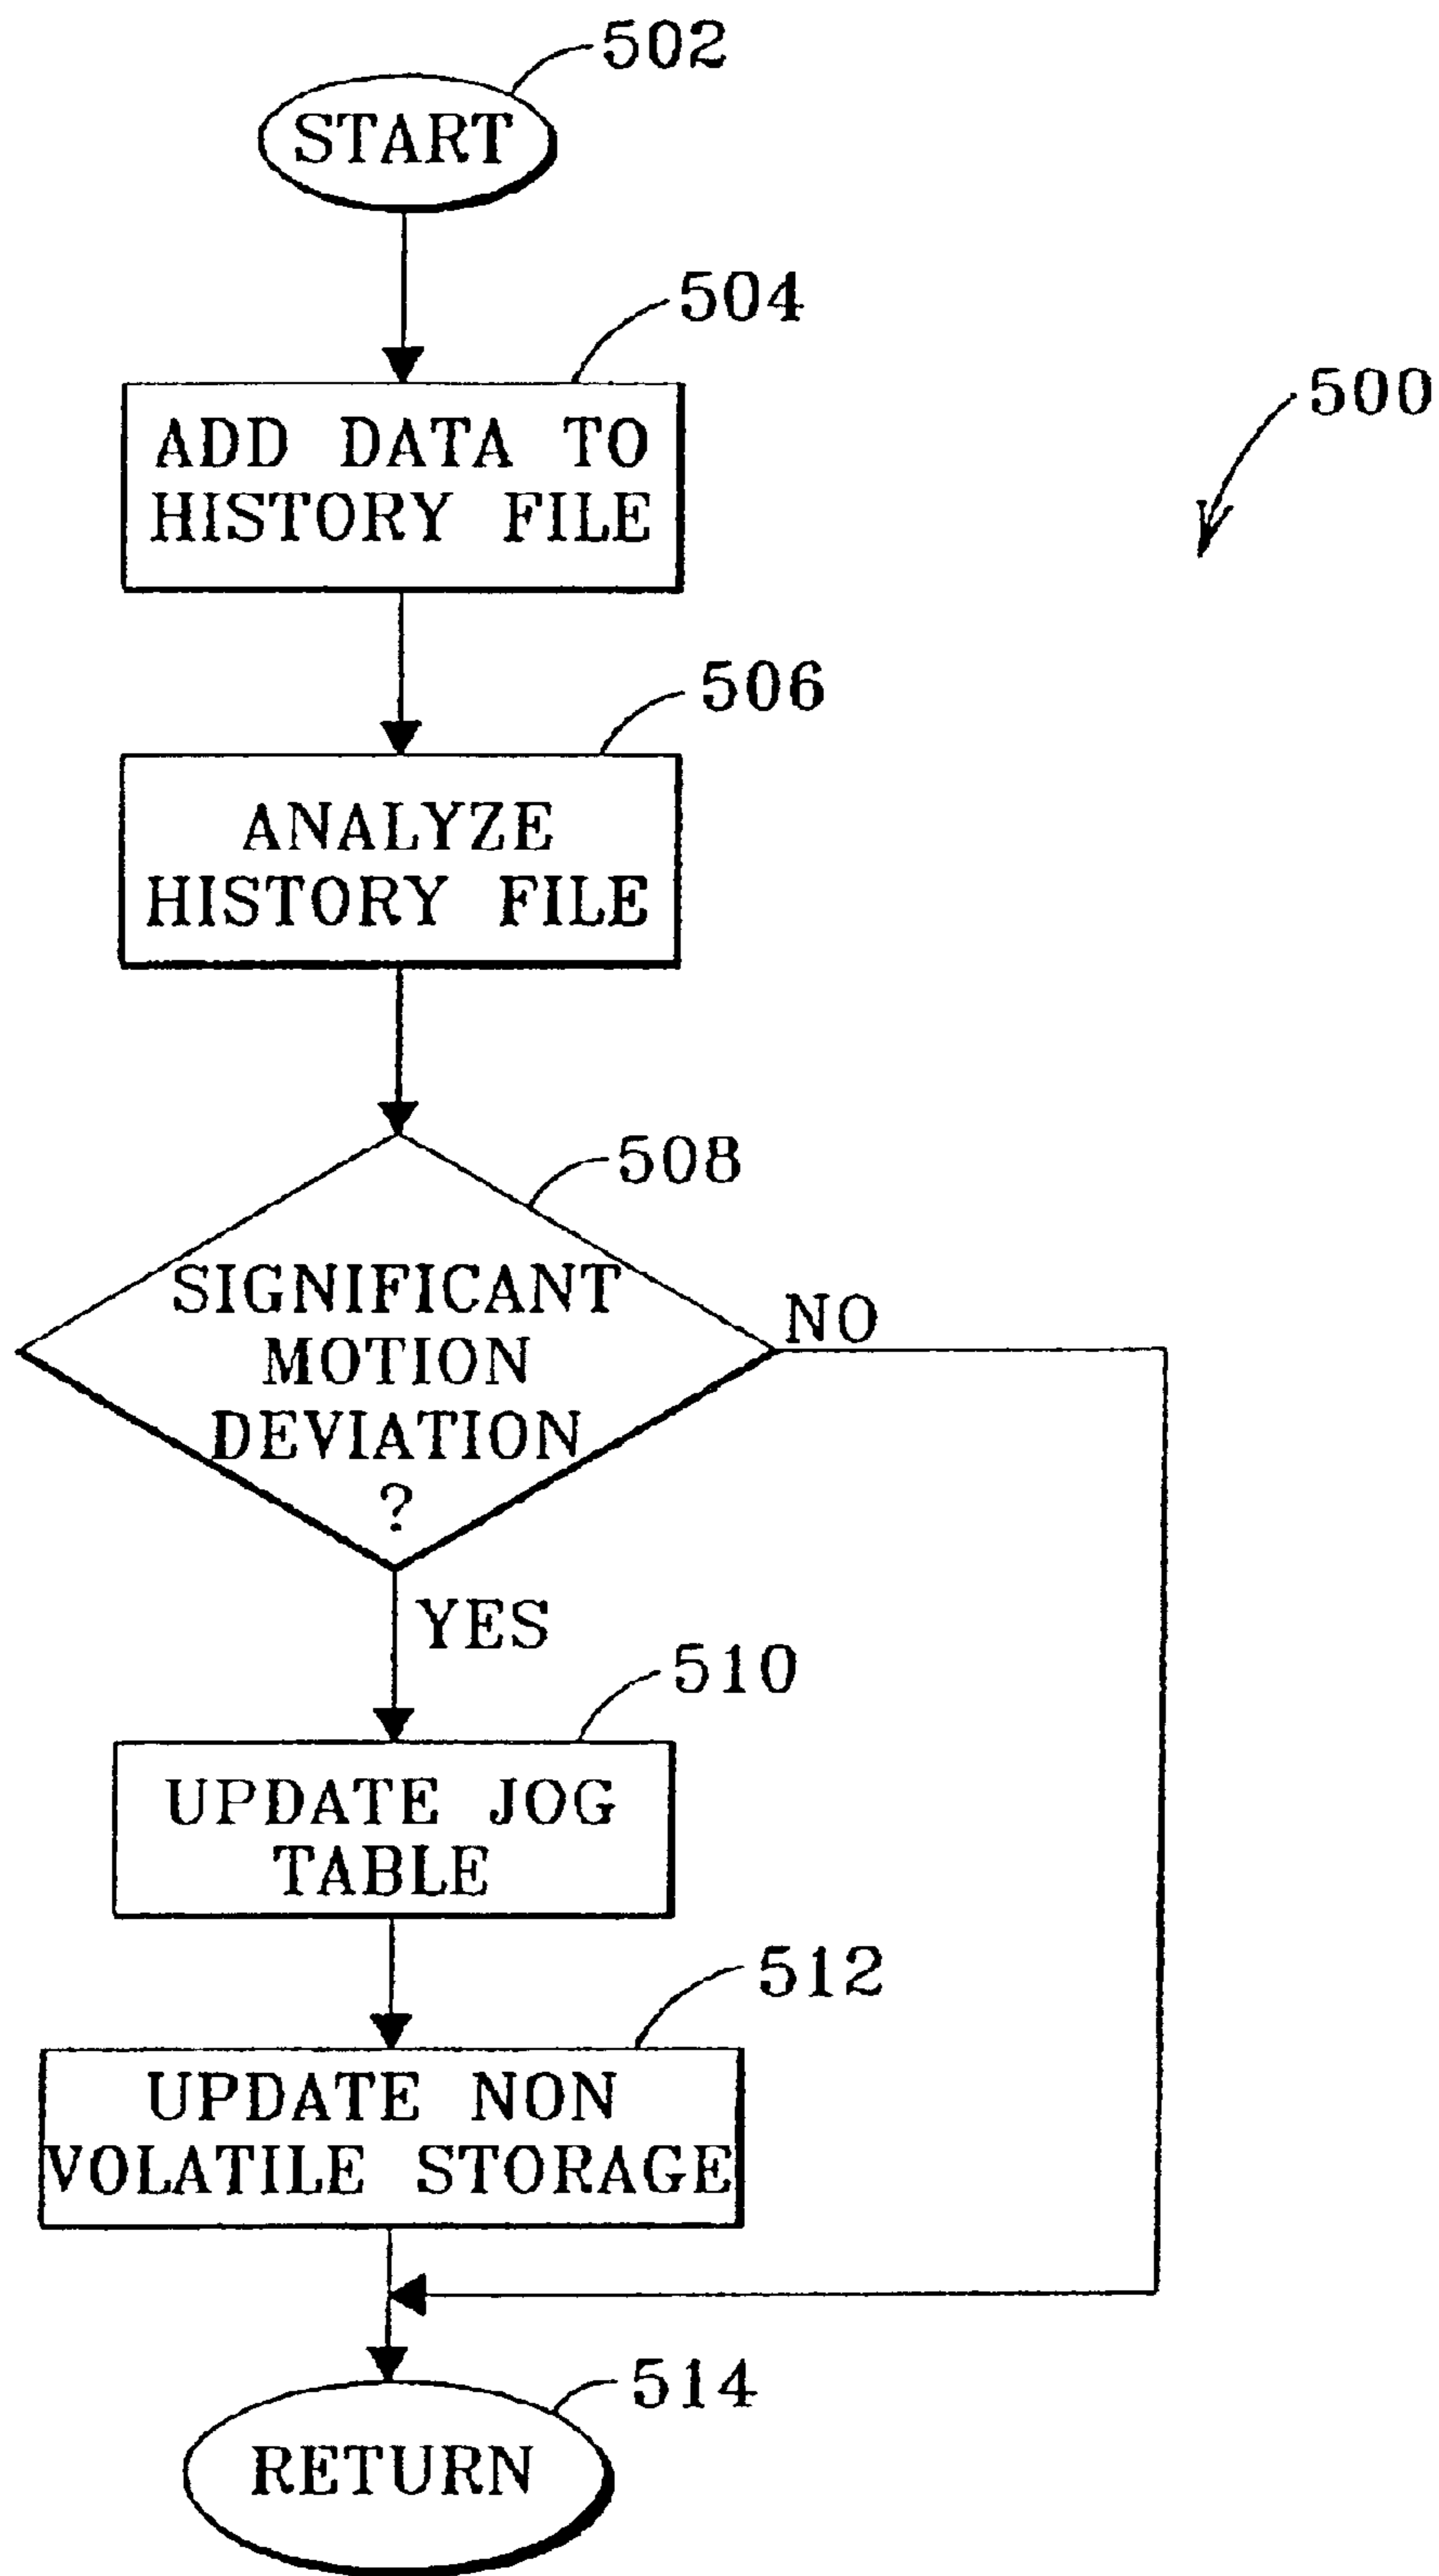 502
START
504
500
ADD DATA TO
HISTORY FILE
506
ANALYZE
HISTORY FILE
508
SIGNIFICANT
MOTION
DEVIATION
?
NO
YES
510
UPDATE JOG
TABLE
512
UPDATE NON
VOLATILE STORAGE
514
RETURN